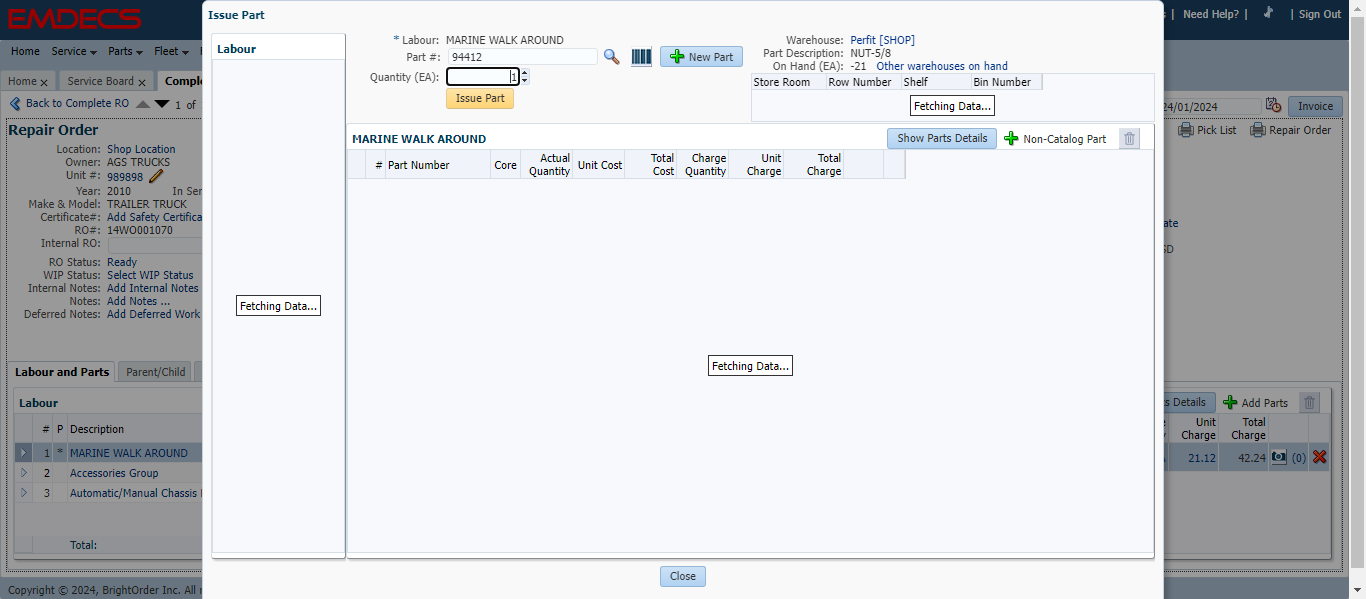 EMDECS
Need Help? | | Sign Out
Home Service Parts Fleet
Home Service Board Comple
Back to Complete RO 1 of
24/01/2024 Invoice
Pick List Repair Order
Repair Order
Location: Shop Location
Owner: AGS TRUCKS
Unit #: 989898
Year: 2010 In Ser
Make & Model: TRAILER TRUCK
Certificate#: Add Safety Certifica
RO#: 14WO001070
Internal RO:
RO Status: Ready
WIP Status: Select WIP Status
Internal Notes: Add Internal Notes
Notes: Add Notes ...
Deferred Notes: Add Deferred Work
Labour and Parts Parent/Child
Labour
# P Description
1 * MARINE WALK AROUND
2 Accessories Group
3 Automatic/Manual Chassis
Total:
Copyright © 2024, BrightOrder Inc. All
Issue Part
Labour
Fetching Data...
* Labour: MARINE WALK AROUND
Part #: 94412
New Part
Quantity (EA): 1
Issue Part
Warehouse: Perfit [SHOP]
Part Description: NUT-5/8
On Hand (EA): -21 Other warehouses on hand
Store Room Row Number Shelf Bin Number
Fetching Data...
MARINE WALK AROUND
Show Parts Details Non-Catalog Part
# Part Number Core Actual Quantity Unit Cost Total Cost Charge Quantity Unit Charge Total Charge
Fetching Data...
Close
ate
SD
s Details Add Parts
Unit Charge Total Charge
21.12 42.24 (0)